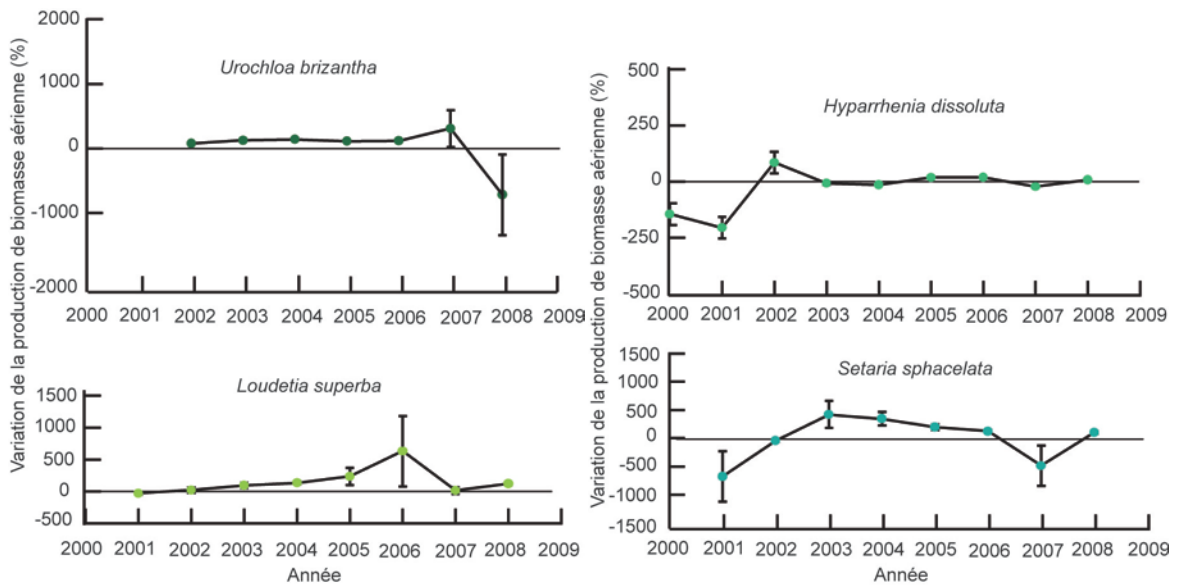 Variation de la production de biomasse aérienne (%)
Urochloa brizantha
2000
1000
0
-1000
-2000
2000 2001 2002 2003 2004 2005 2006 2007 2008 2009
Loudetia superba
1500
1000
500
0
-500
2000 2001 2002 2003 2004 2005 2006 2007 2008 2009
Année
Variation de la production de biomasse aérienne (%)
Hyparrhenia dissoluta
500
250
0
-250
-500
2000 2001 2002 2003 2004 2005 2006 2007 2008 2009
Setaria sphacelata
1500
1000
500
0
-500
-1000
-1500
2000 2001 2002 2003 2004 2005 2006 2007 2008 2009
Année